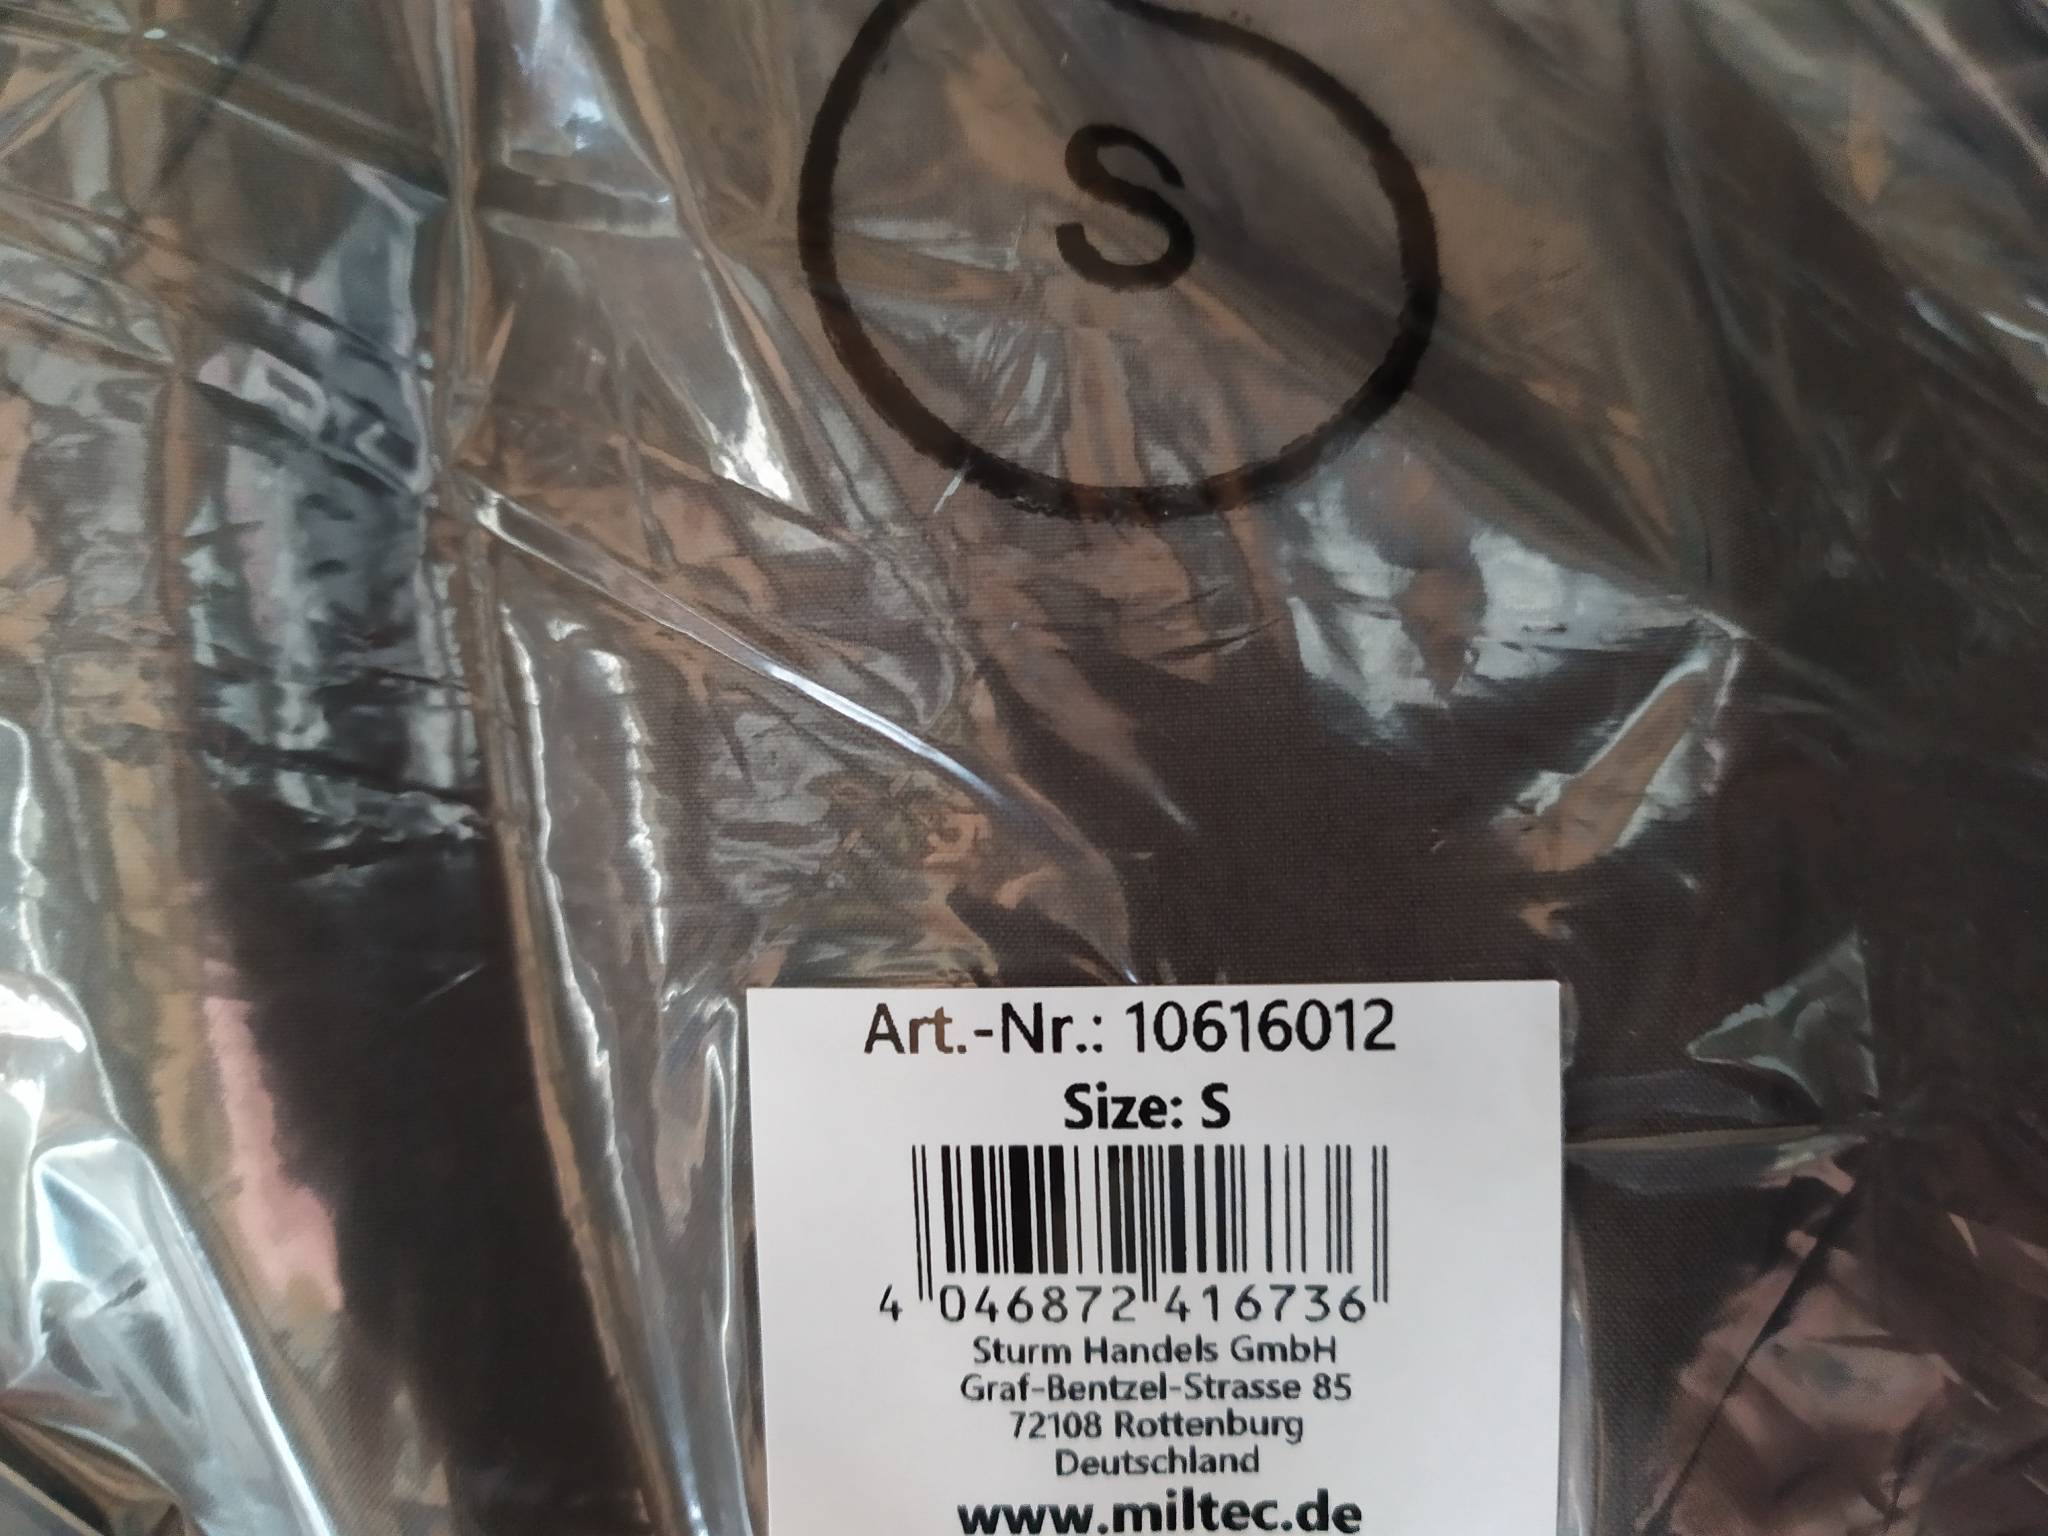 S
Art.-Nr.: 10616012
Size: S
4 046872 416736
Sturm Handels GmbH
Graf-Bentzel-Strasse 85
72108 Rottenburg
Deutschland
www.miltec.de